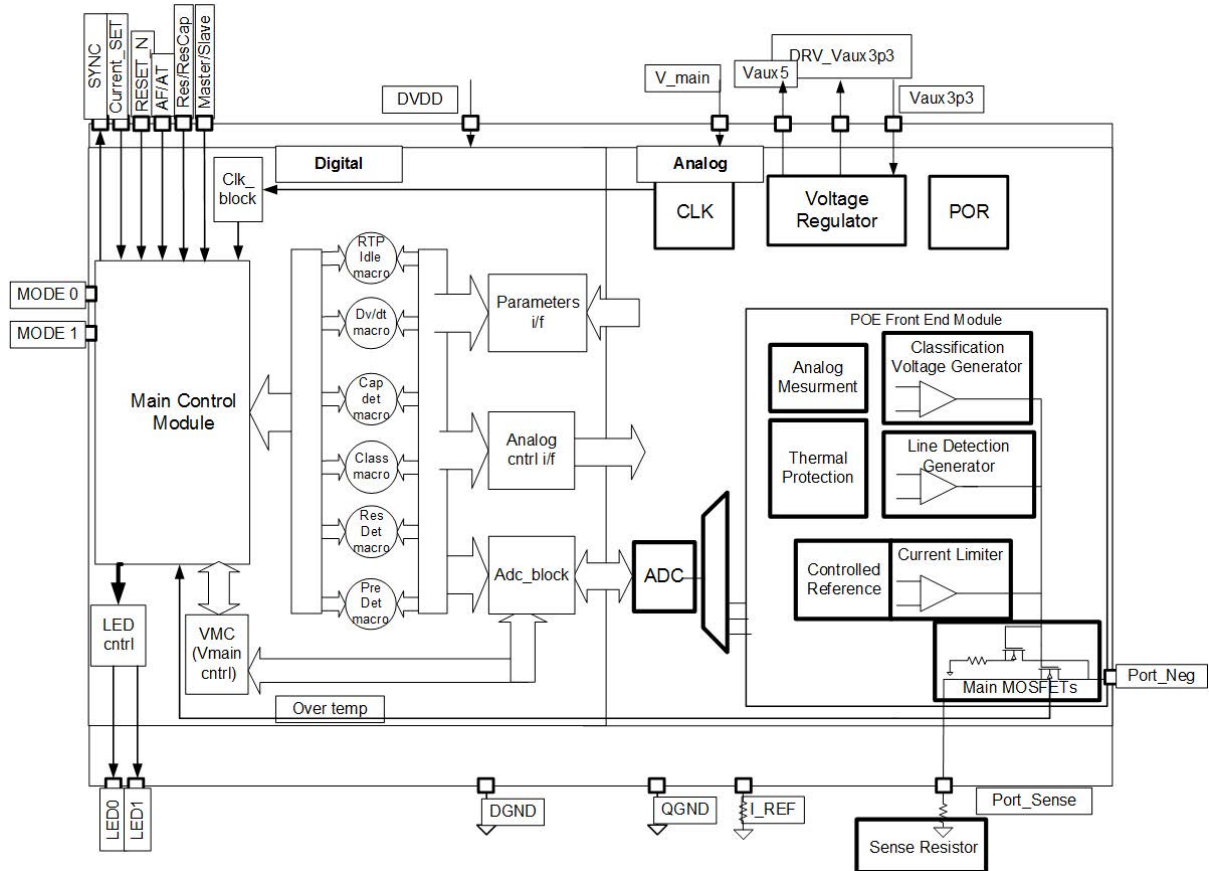 SYNC
Current_SET
RESET_N
AF/AT
Res/ResCap
Master/Slave
DVDD
V_main
Vaux5
DRV_Vaux3p3
Vaux3p3
Digital
Analog
Clk_
block
CLK
Voltage
Regulator
POR
MODE 0
MODE 1
Main Control
Module
RTP
Idle
macro
Dv/dt
macro
Cap
det
macro
Class
macro
Res
Det
macro
Pre
Det
macro
Parameters
i/f
Analog
cntrl i/f
Adc_block
ADC
POE Front End Module
Analog
Mesurment
Classification
Voltage Generator
Thermal
Protection
Line Detection
Generator
Controlled
Reference
Current Limiter
Main MOSFETs
Port_Neg
LED
cntrl
VMC
(Vmain
cntrl)
Over temp
LED0
LED1
DGND
QGND
I_REF
Port_Sense
Sense Resistor